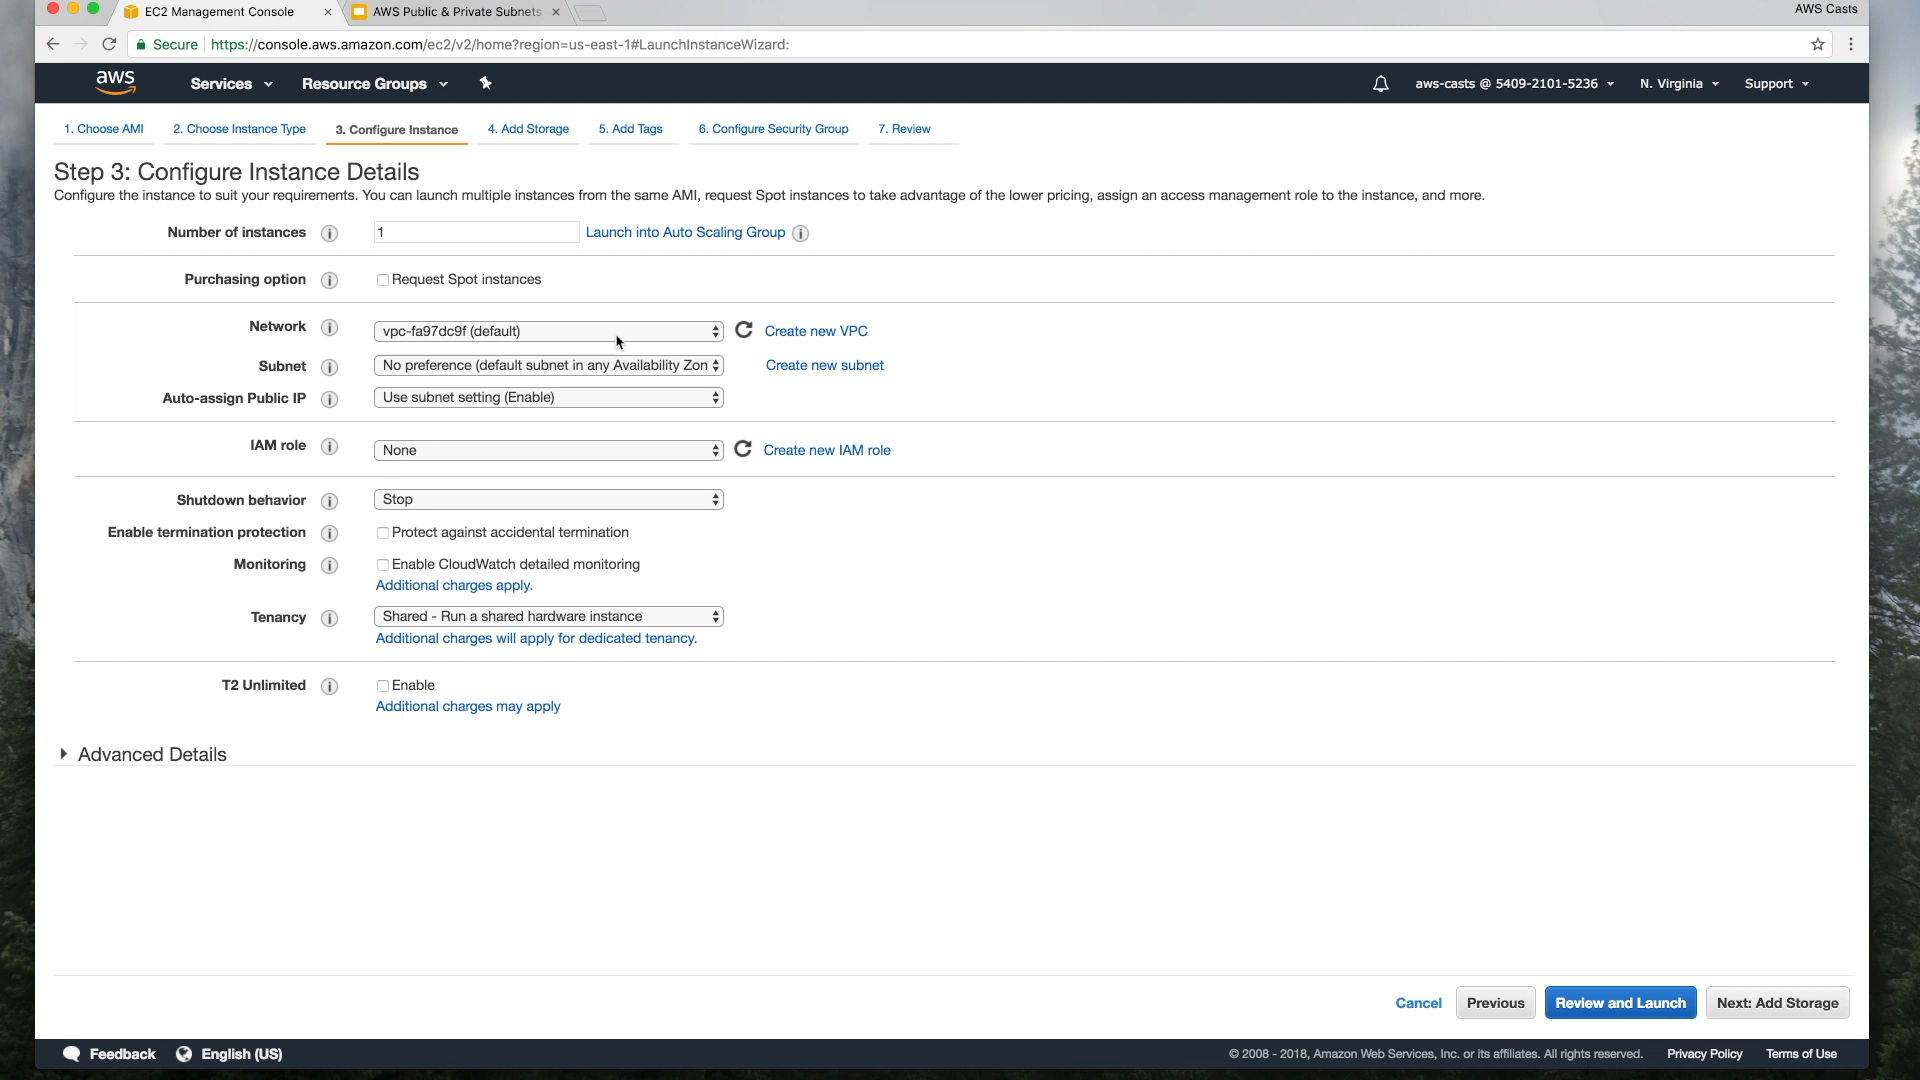 EC2 Management Console
AWS Public & Private Subnets
AWS Casts
Secure
https://console.aws.amazon.com/ec2/v2/home?region=us-east-1#LaunchInstanceWizard:
aws
Services
Resource Groups
aws-casts @ 5409-2101-5236
N. Virginia
Support
1. Choose AMI
2. Choose Instance Type
3. Configure Instance
4. Add Storage
5. Add Tags
6. Configure Security Group
7. Review
Step 3: Configure Instance Details
Configure the instance to suit your requirements. You can launch multiple instances from the same AMI, request Spot instances to take advantage of the lower pricing, assign an access management role to the instance, and more.
Number of instances
1
Launch into Auto Scaling Group
Purchasing option
Request Spot instances
Network
vpc-fa97dc9f (default)
Create new VPC
Subnet
No preference (default subnet in any Availability Zon
Create new subnet
Auto-assign Public IP
Use subnet setting (Enable)
IAM role
None
Create new IAM role
Shutdown behavior
Stop
Enable termination protection
Protect against accidental termination
Monitoring
Enable CloudWatch detailed monitoring
Additional charges apply.
Tenancy
Shared - Run a shared hardware instance
Additional charges will apply for dedicated tenancy.
T2 Unlimited
Enable
Additional charges may apply
Advanced Details
Cancel
Previous
Review and Launch
Next: Add Storage
Feedback
English (US)
© 2008 - 2018, Amazon Web Services, Inc. or its affiliates. All rights reserved.
Privacy Policy
Terms of Use